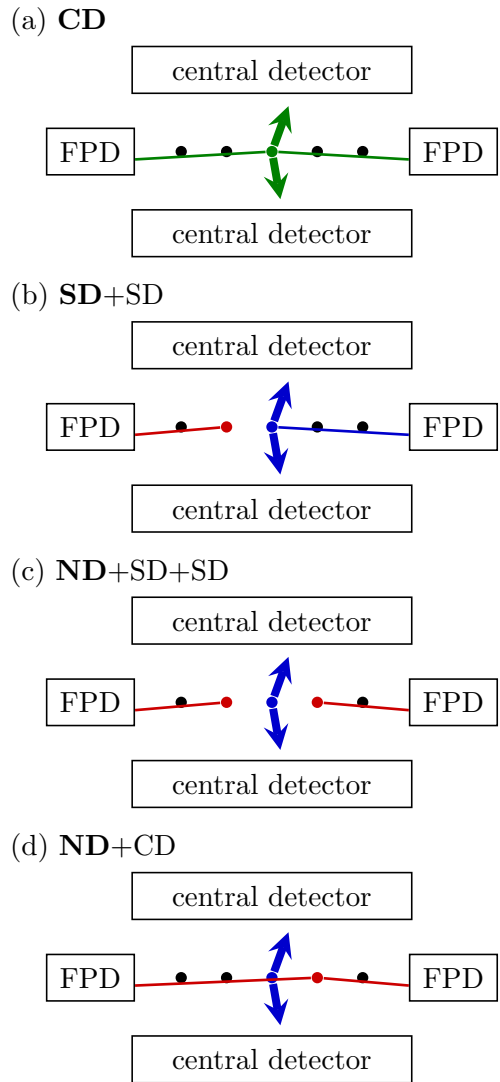 (a) CD
central detector
FPD FPD
central detector
(b) SD+SD
central detector
FPD FPD
central detector
(c) ND+SD+SD
central detector
FPD FPD
central detector
(d) ND+CD
central detector
FPD FPD
central detector